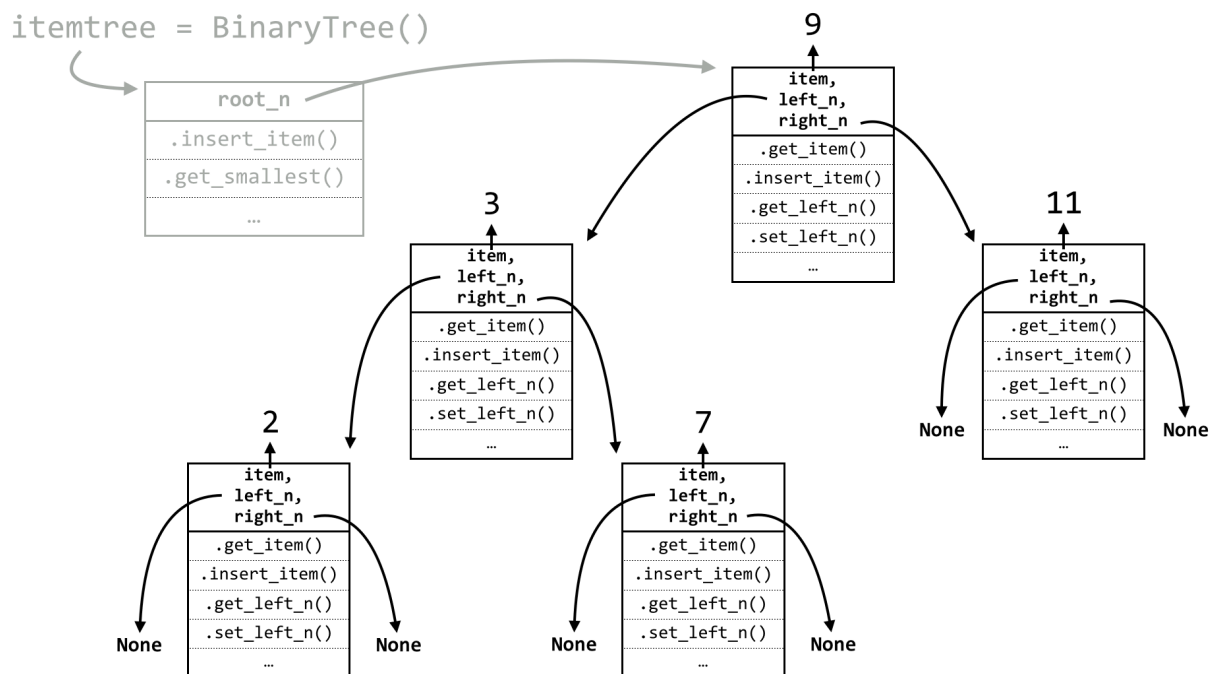 itemtree = BinaryTree()
root_n
.insert_item()
.get_smallest()
…
9
item,
left_n,
right_n
.get_item()
.insert_item()
.get_left_n()
.set_left_n()
…
3
item,
left_n,
right_n
.get_item()
.insert_item()
.get_left_n()
.set_left_n()
…
11
item,
left_n,
right_n
.get_item()
.insert_item()
.get_left_n()
.set_left_n()
…
None
None
2
item,
left_n,
right_n
.get_item()
.insert_item()
.get_left_n()
.set_left_n()
…
None
None
7
item,
left_n,
right_n
.get_item()
.insert_item()
.get_left_n()
.set_left_n()
…
None
None